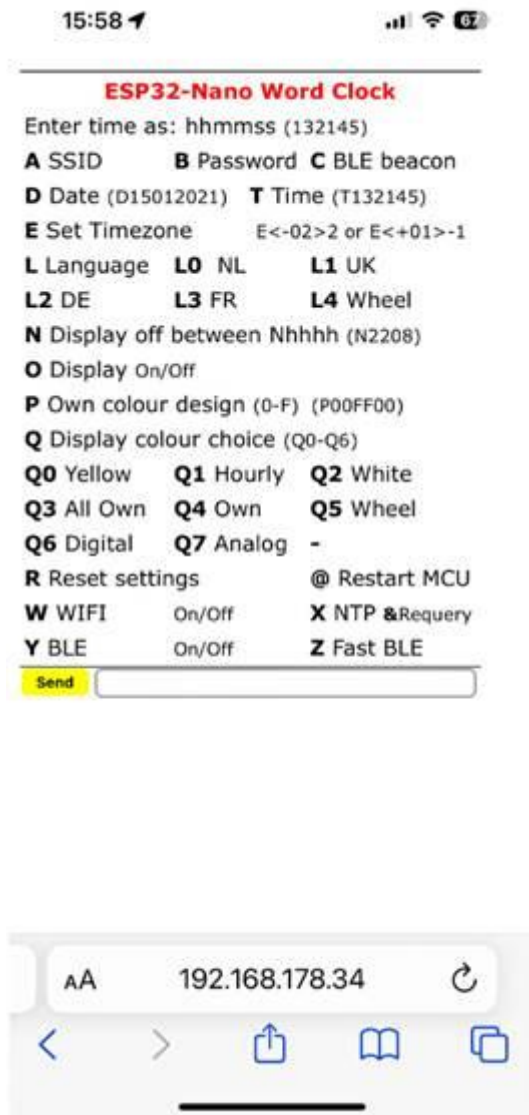 15:58
67
ESP32-Nano Word Clock
Enter time as: hhmmss (132145)
A SSID B Password C BLE beacon
D Date (D15012021) T Time (T132145)
E Set Timezone E<-02>2 or E<+01>-1
L Language L0 NL L1 UK
L2 DE L3 FR L4 Wheel
N Display off between Nhhhh (N2208)
O Display On/Off
P Own colour design (0-F) (P00FF00)
Q Display colour choice (Q0-Q6)
Q0 Yellow Q1 Hourly Q2 White
Q3 All Own Q4 Own Q5 Wheel
Q6 Digital Q7 Analog -
R Reset settings @ Restart MCU
W WIFI On/Off X NTP &Requery
Y BLE On/Off Z Fast BLE
Send
AA 192.168.178.34